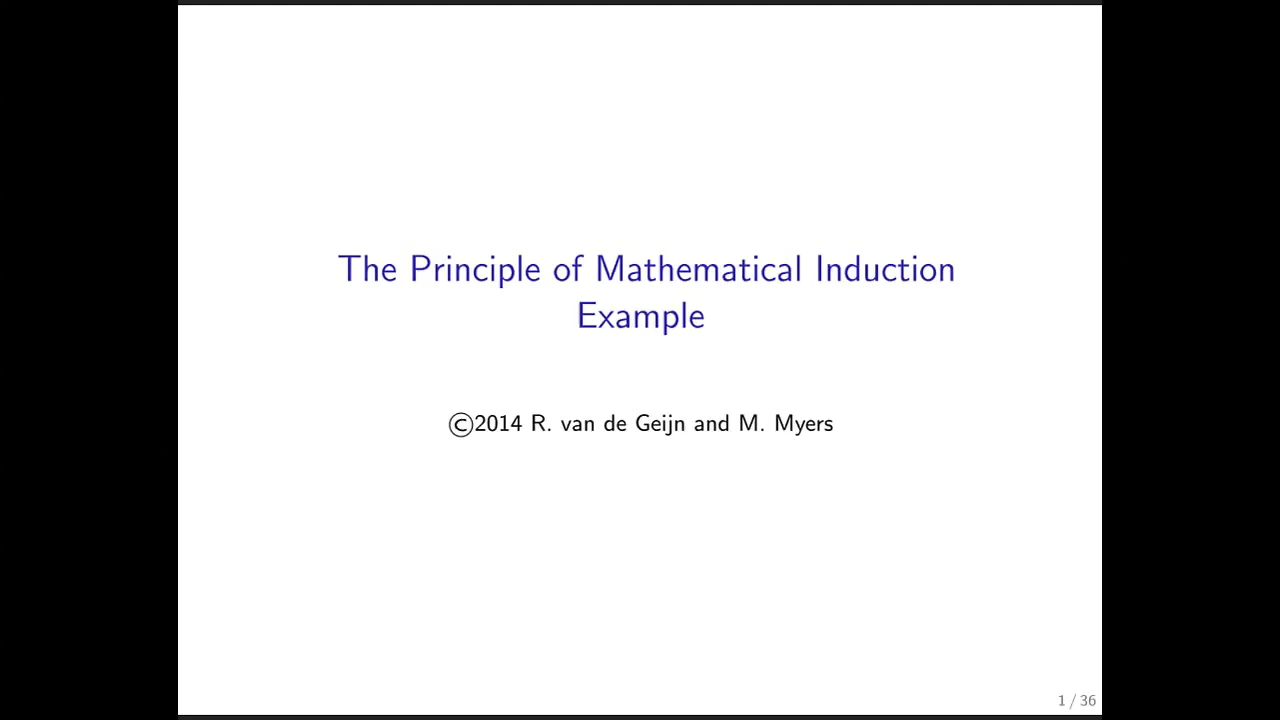 The Principle of Mathematical Induction
Example
©2014 R. van de Geijn and M. Myers
1 / 36